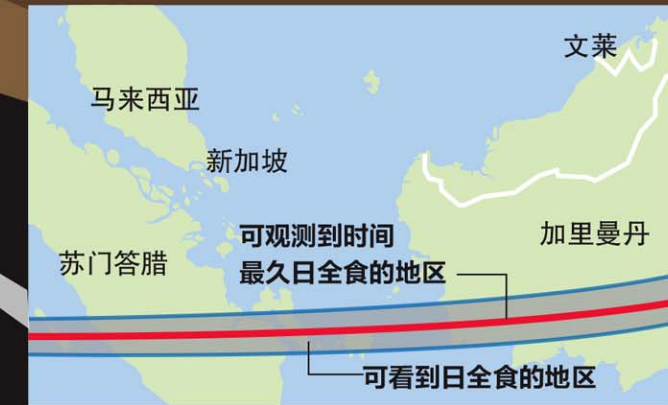 文莱
马来西亚
新加坡
可观测到时间
最久日全食的地区
加里曼丹
苏门答腊
可看到日全食的地区